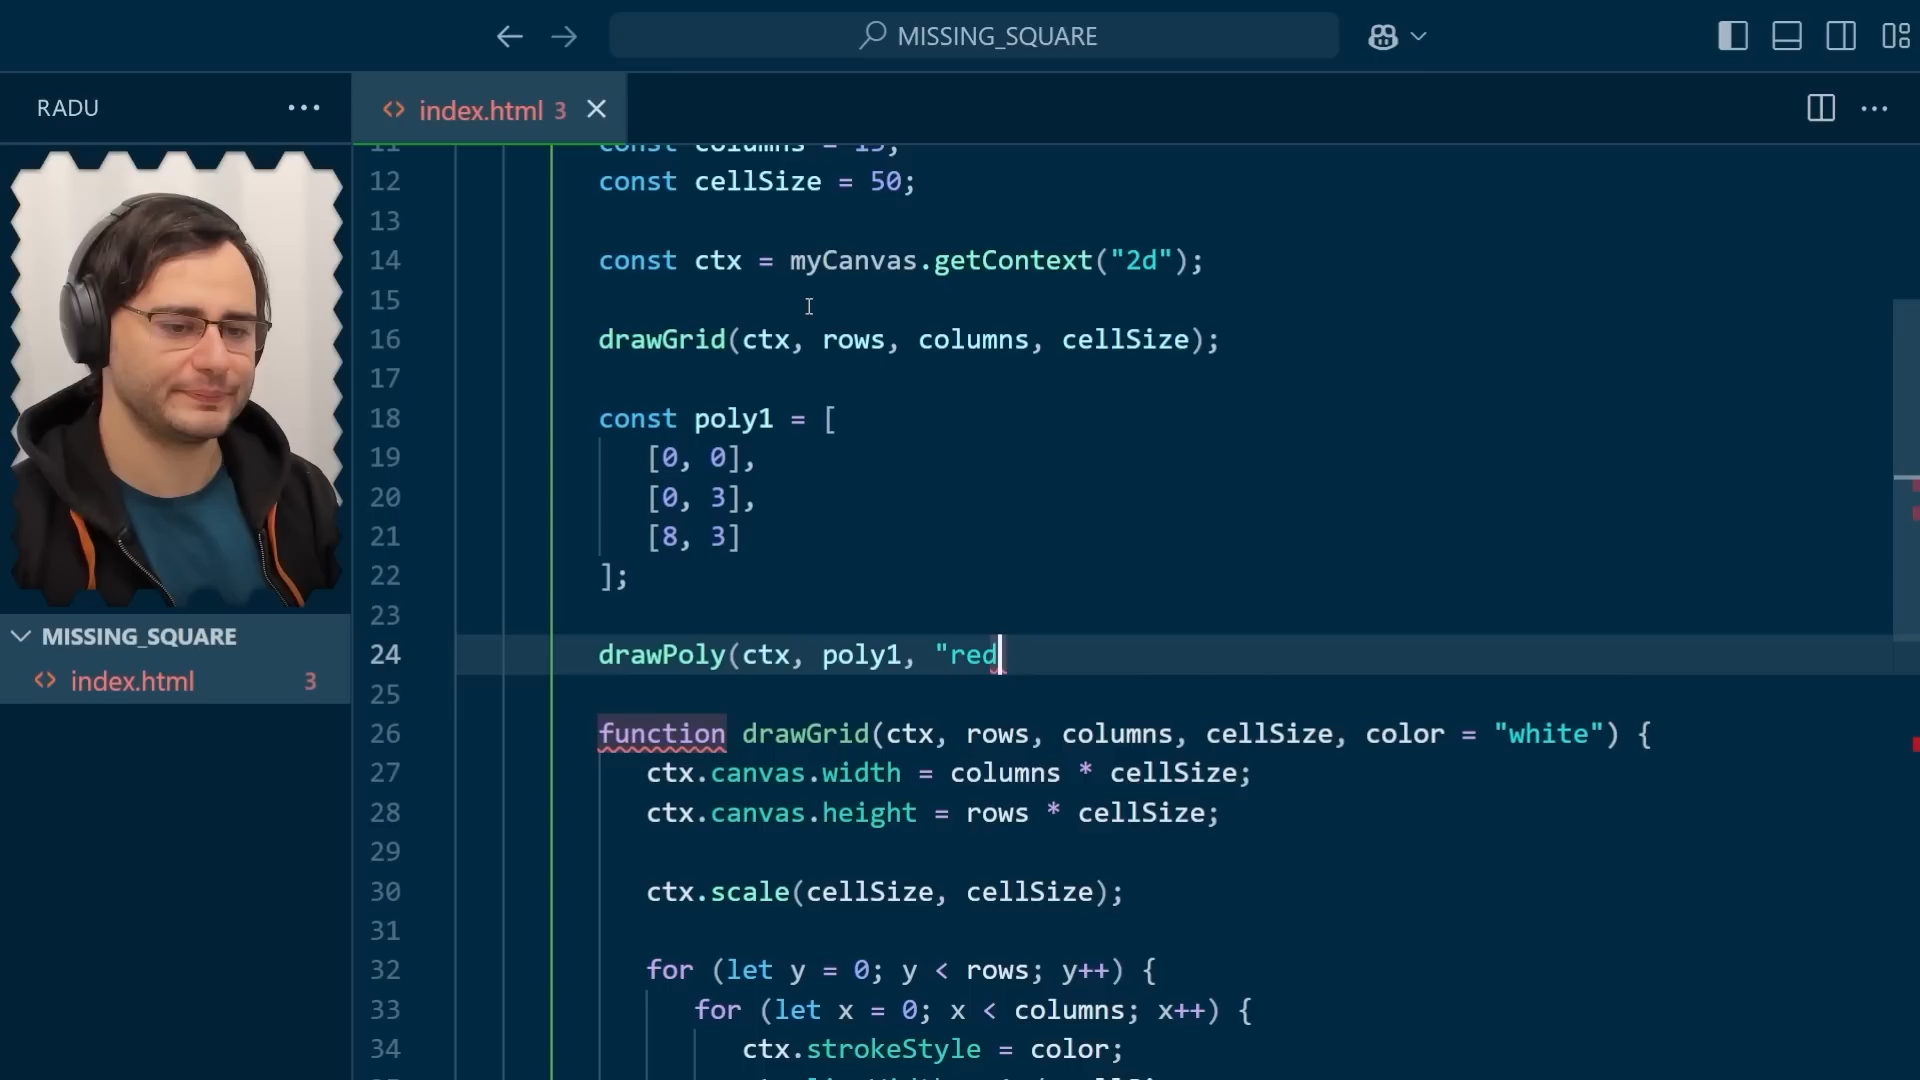 MISSING_SQUARE
RADU
index.html 3
MISSING_SQUARE
index.html 3
11 const columns = 15;
12 const cellSize = 50;
13
14 const ctx = myCanvas.getContext("2d");
15
16 drawGrid(ctx, rows, columns, cellSize);
17
18 const poly1 = [
19 [0, 0],
20 [0, 3],
21 [8, 3]
22 ];
23
24 drawPoly(ctx, poly1, "red
25
26 function drawGrid(ctx, rows, columns, cellSize, color = "white") {
27 ctx.canvas.width = columns * cellSize;
28 ctx.canvas.height = rows * cellSize;
29
30 ctx.scale(cellSize, cellSize);
31
32 for (let y = 0; y < rows; y++) {
33 for (let x = 0; x < columns; x++) {
34 ctx.strokeStyle = color;